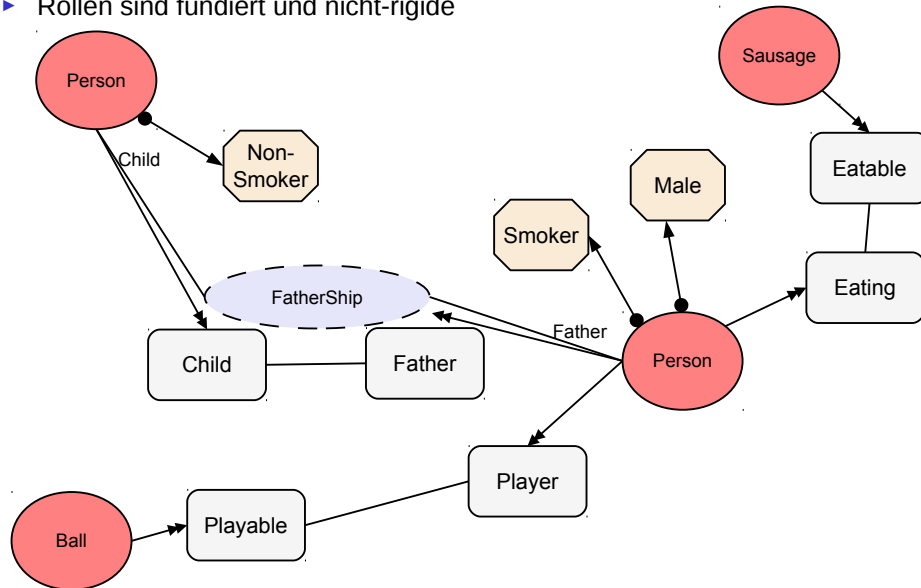 Rollen sind fundiert und nicht-rigide
Person
Sausage
Child
Non-
Smoker
Eatable
Male
Smoker
FatherShip
Eating
Father
Child
Father
Person
Player
Playable
Ball